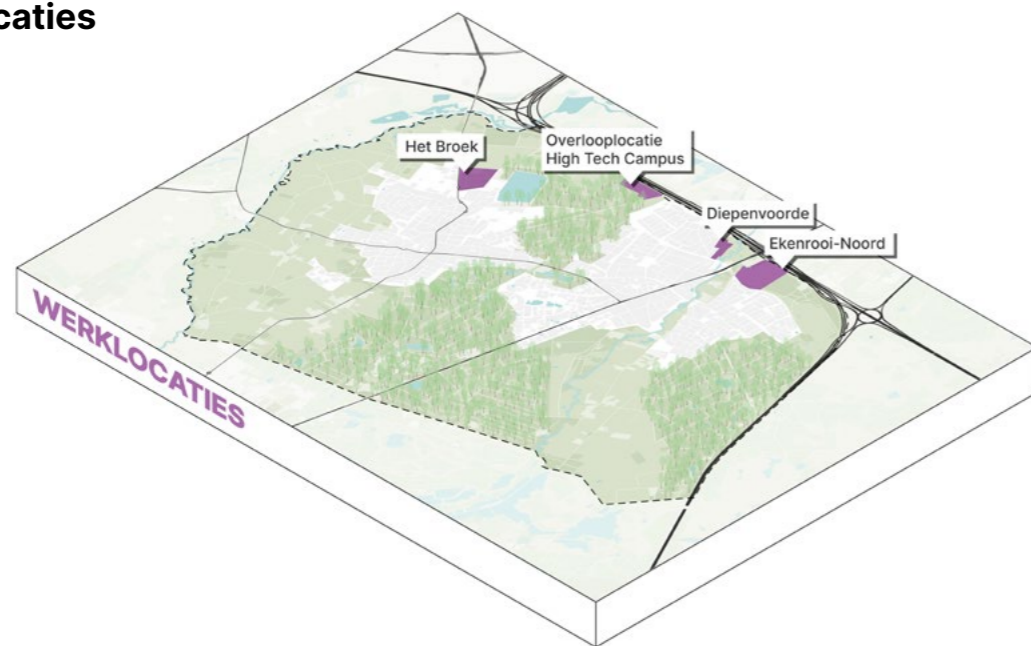 caties
Het Broek
Overlooplocatie
High Tech Campus
Diepenvoorde
Ekenrooi-Noord
WERKLOCATIES